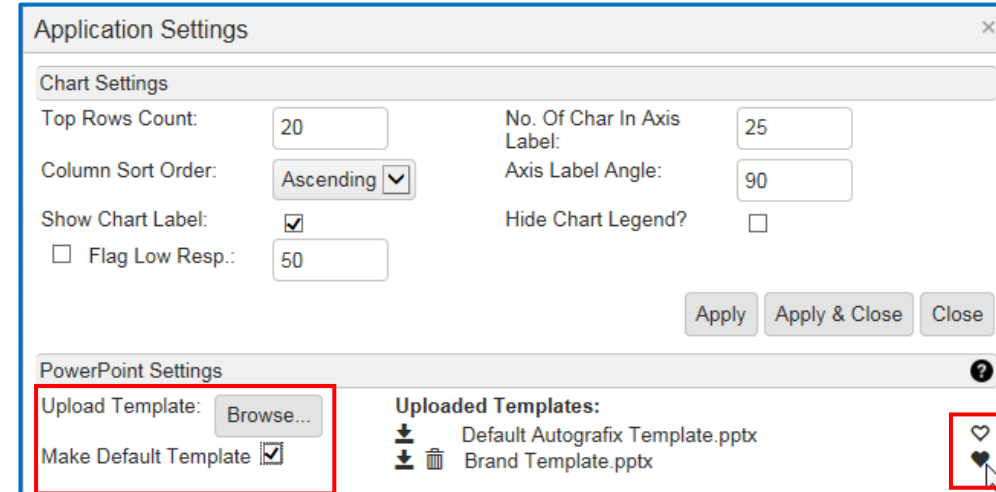 Application Settings
×
Chart Settings
Top Rows Count: 20 No. Of Char In Axis
Label: 25
Column Sort Order: Ascending Axis Label Angle: 90
Show Chart Label: Hide Chart Legend?
Flag Low Resp.: 50
Apply Apply & Close Close
PowerPoint Settings ?
Upload Template: Browse... Uploaded Templates:
Default Autografix Template.pptx
Make Default Template Brand Template.pptx